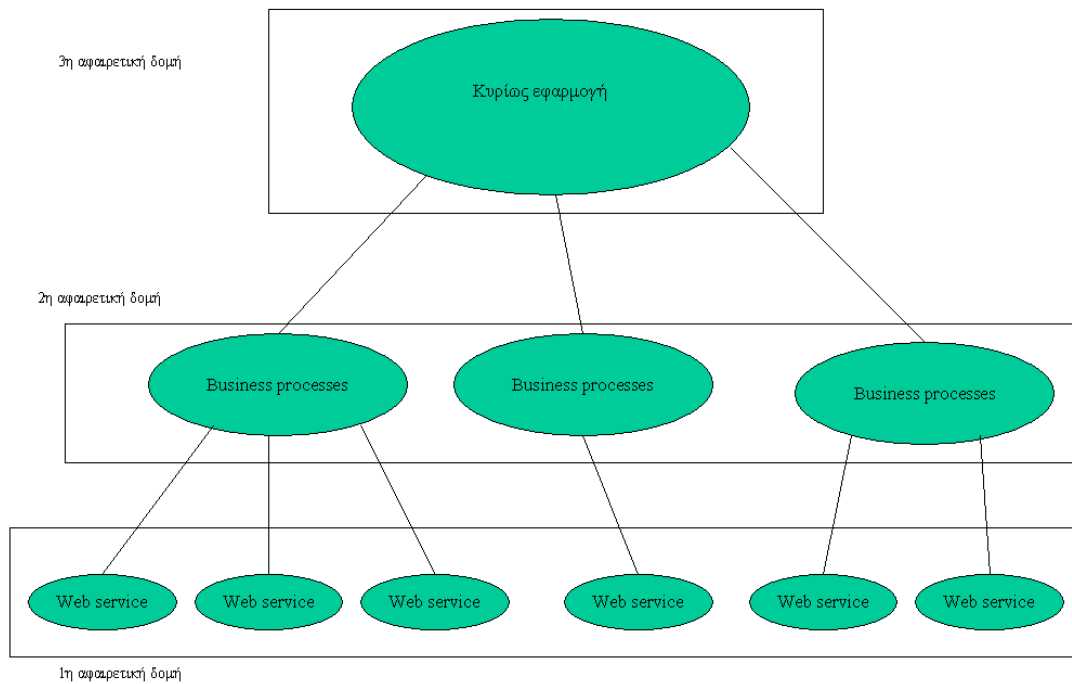 3η αφαιρετική δομή
Κυρίως εφαρμογή
2η αφαιρετική δομή
Business processes
Business processes
Business processes
Web service
Web service
Web service
Web service
Web service
Web service
1η αφαιρετική δομή